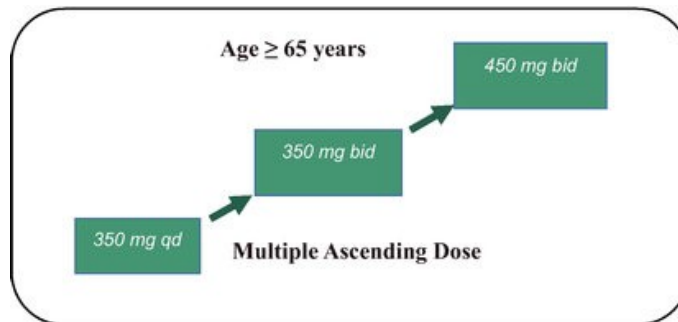 Age ≥ 65 years
450 mg bid
350 mg bid
350 mg qd
Multiple Ascending Dose